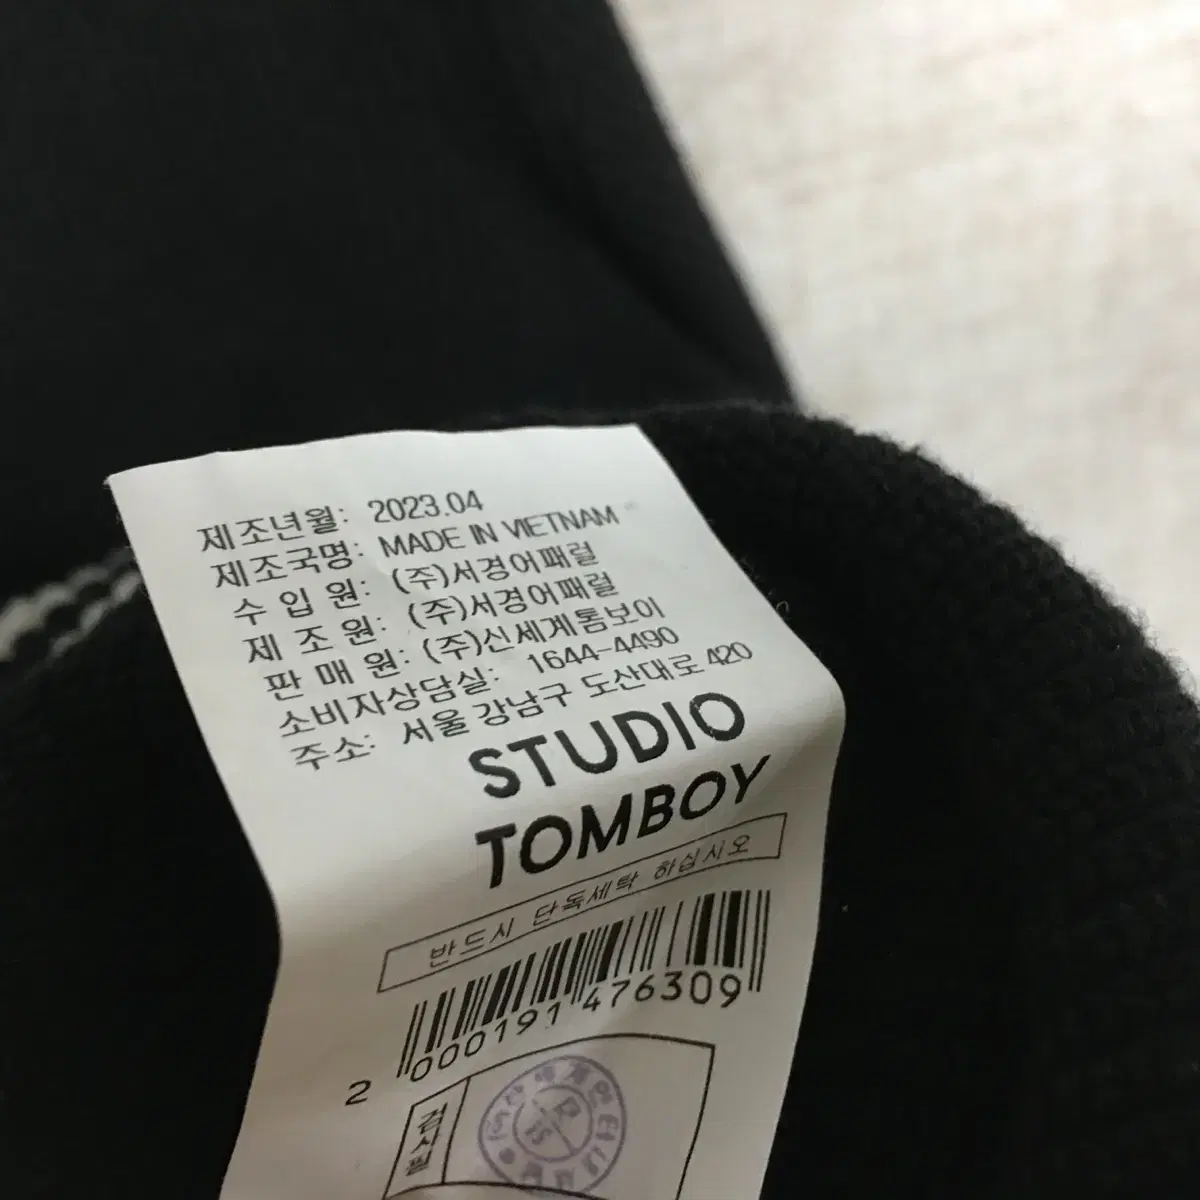 제조년월: 2023.04
제조국명: MADE IN VIETNAM
수 입 원: (주)서경어패럴
제 조 원: (주)서경어패럴
판 매 원: (주)신세계톰보이
소비자상담실: 1644-4490
주소: 서울 강남구 도산대로 420
STUDIO
TOMBOY
반드시 단독세탁 하십시오
2 000191 476309
검사필